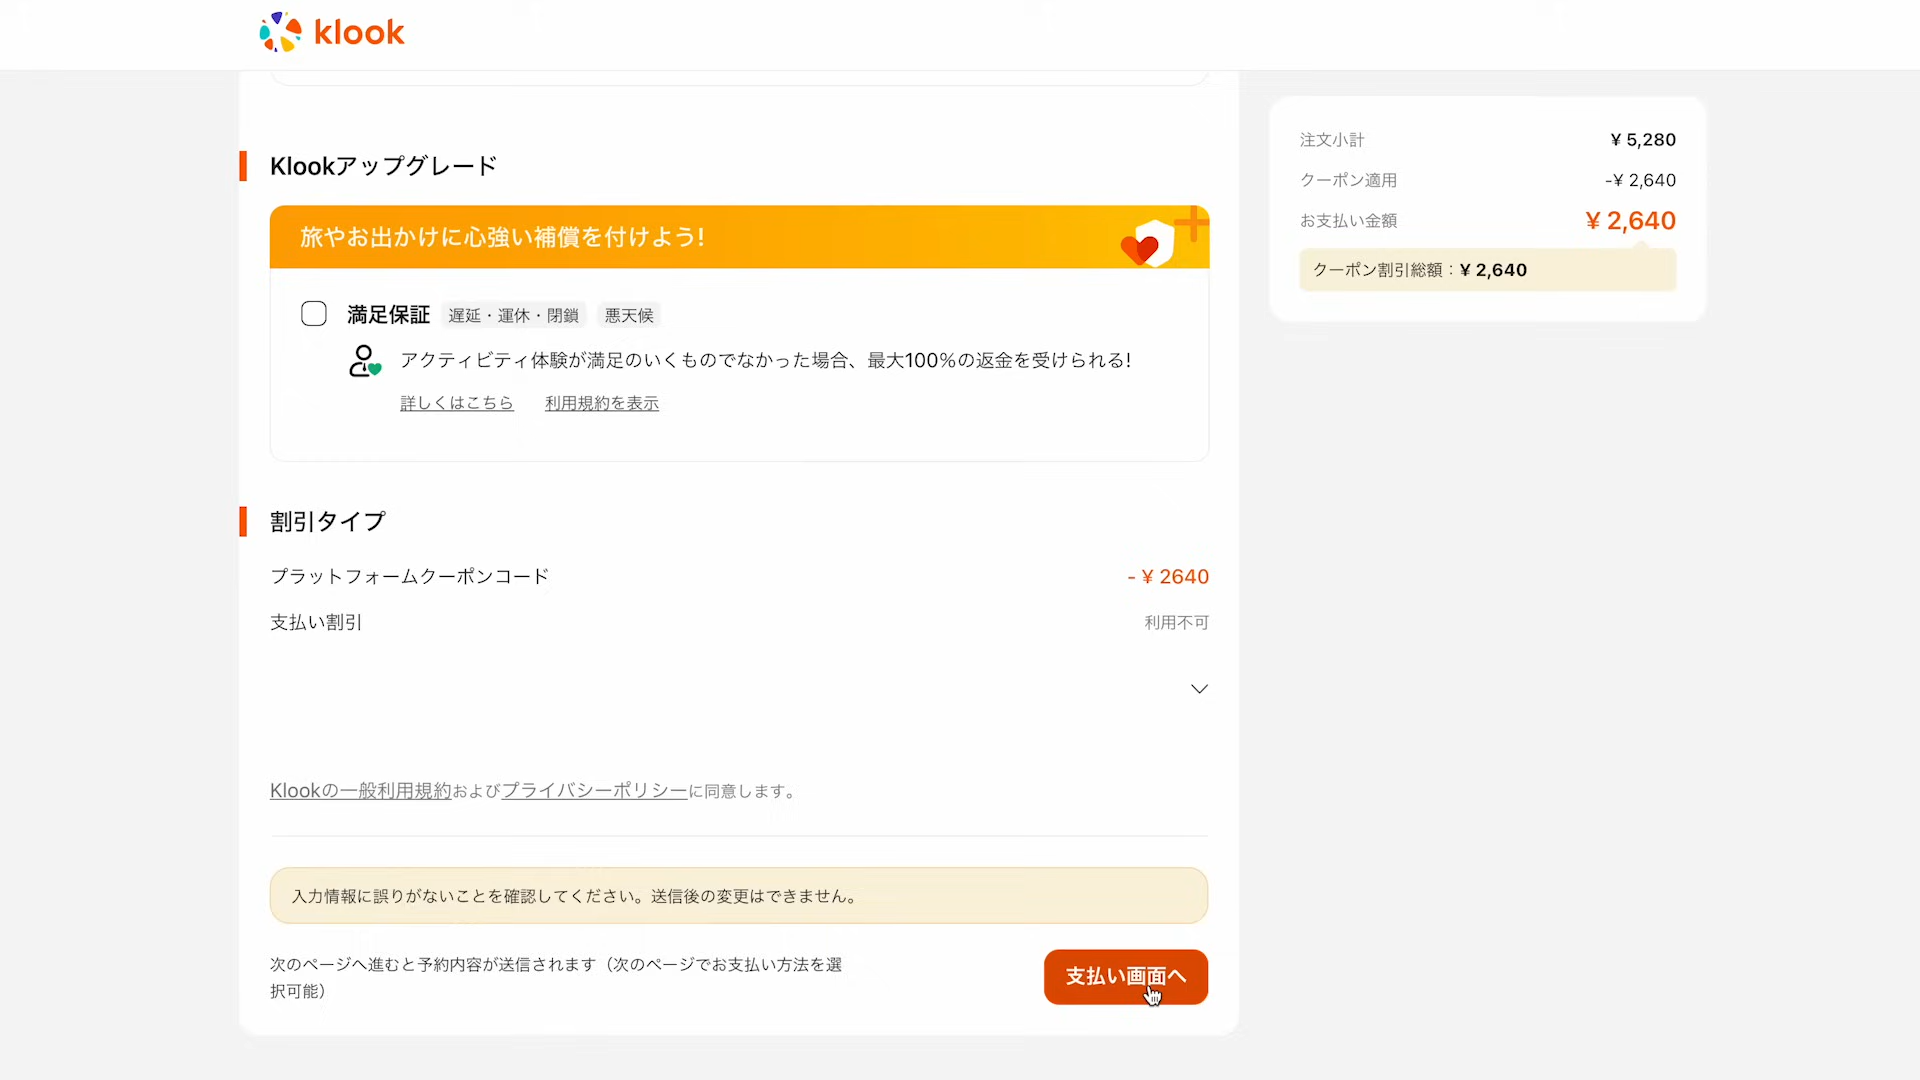 klook
Klookアップグレード
旅やお出かけに心強い補償を付けよう!
満足保証 遅延・運休・閉鎖 悪天候
アクティビティ体験が満足のいくものでなかった場合、最大100%の返金を受けられる!
詳しくはこちら 利用規約を表示
割引タイプ
プラットフォームクーポンコード - ¥ 2640
支払い割引 利用不可
Klookの一般利用規約およびプライバシーポリシーに同意します。
入力情報に誤りがないことを確認してください。送信後の変更はできません。
次のページへ進むと予約内容が送信されます（次のページでお支払い方法を選
択可能）
支払い画面へ
注文小計 ¥ 5,280
クーポン適用 -¥ 2,640
お支払い金額 ¥ 2,640
クーポン割引総額：¥ 2,640